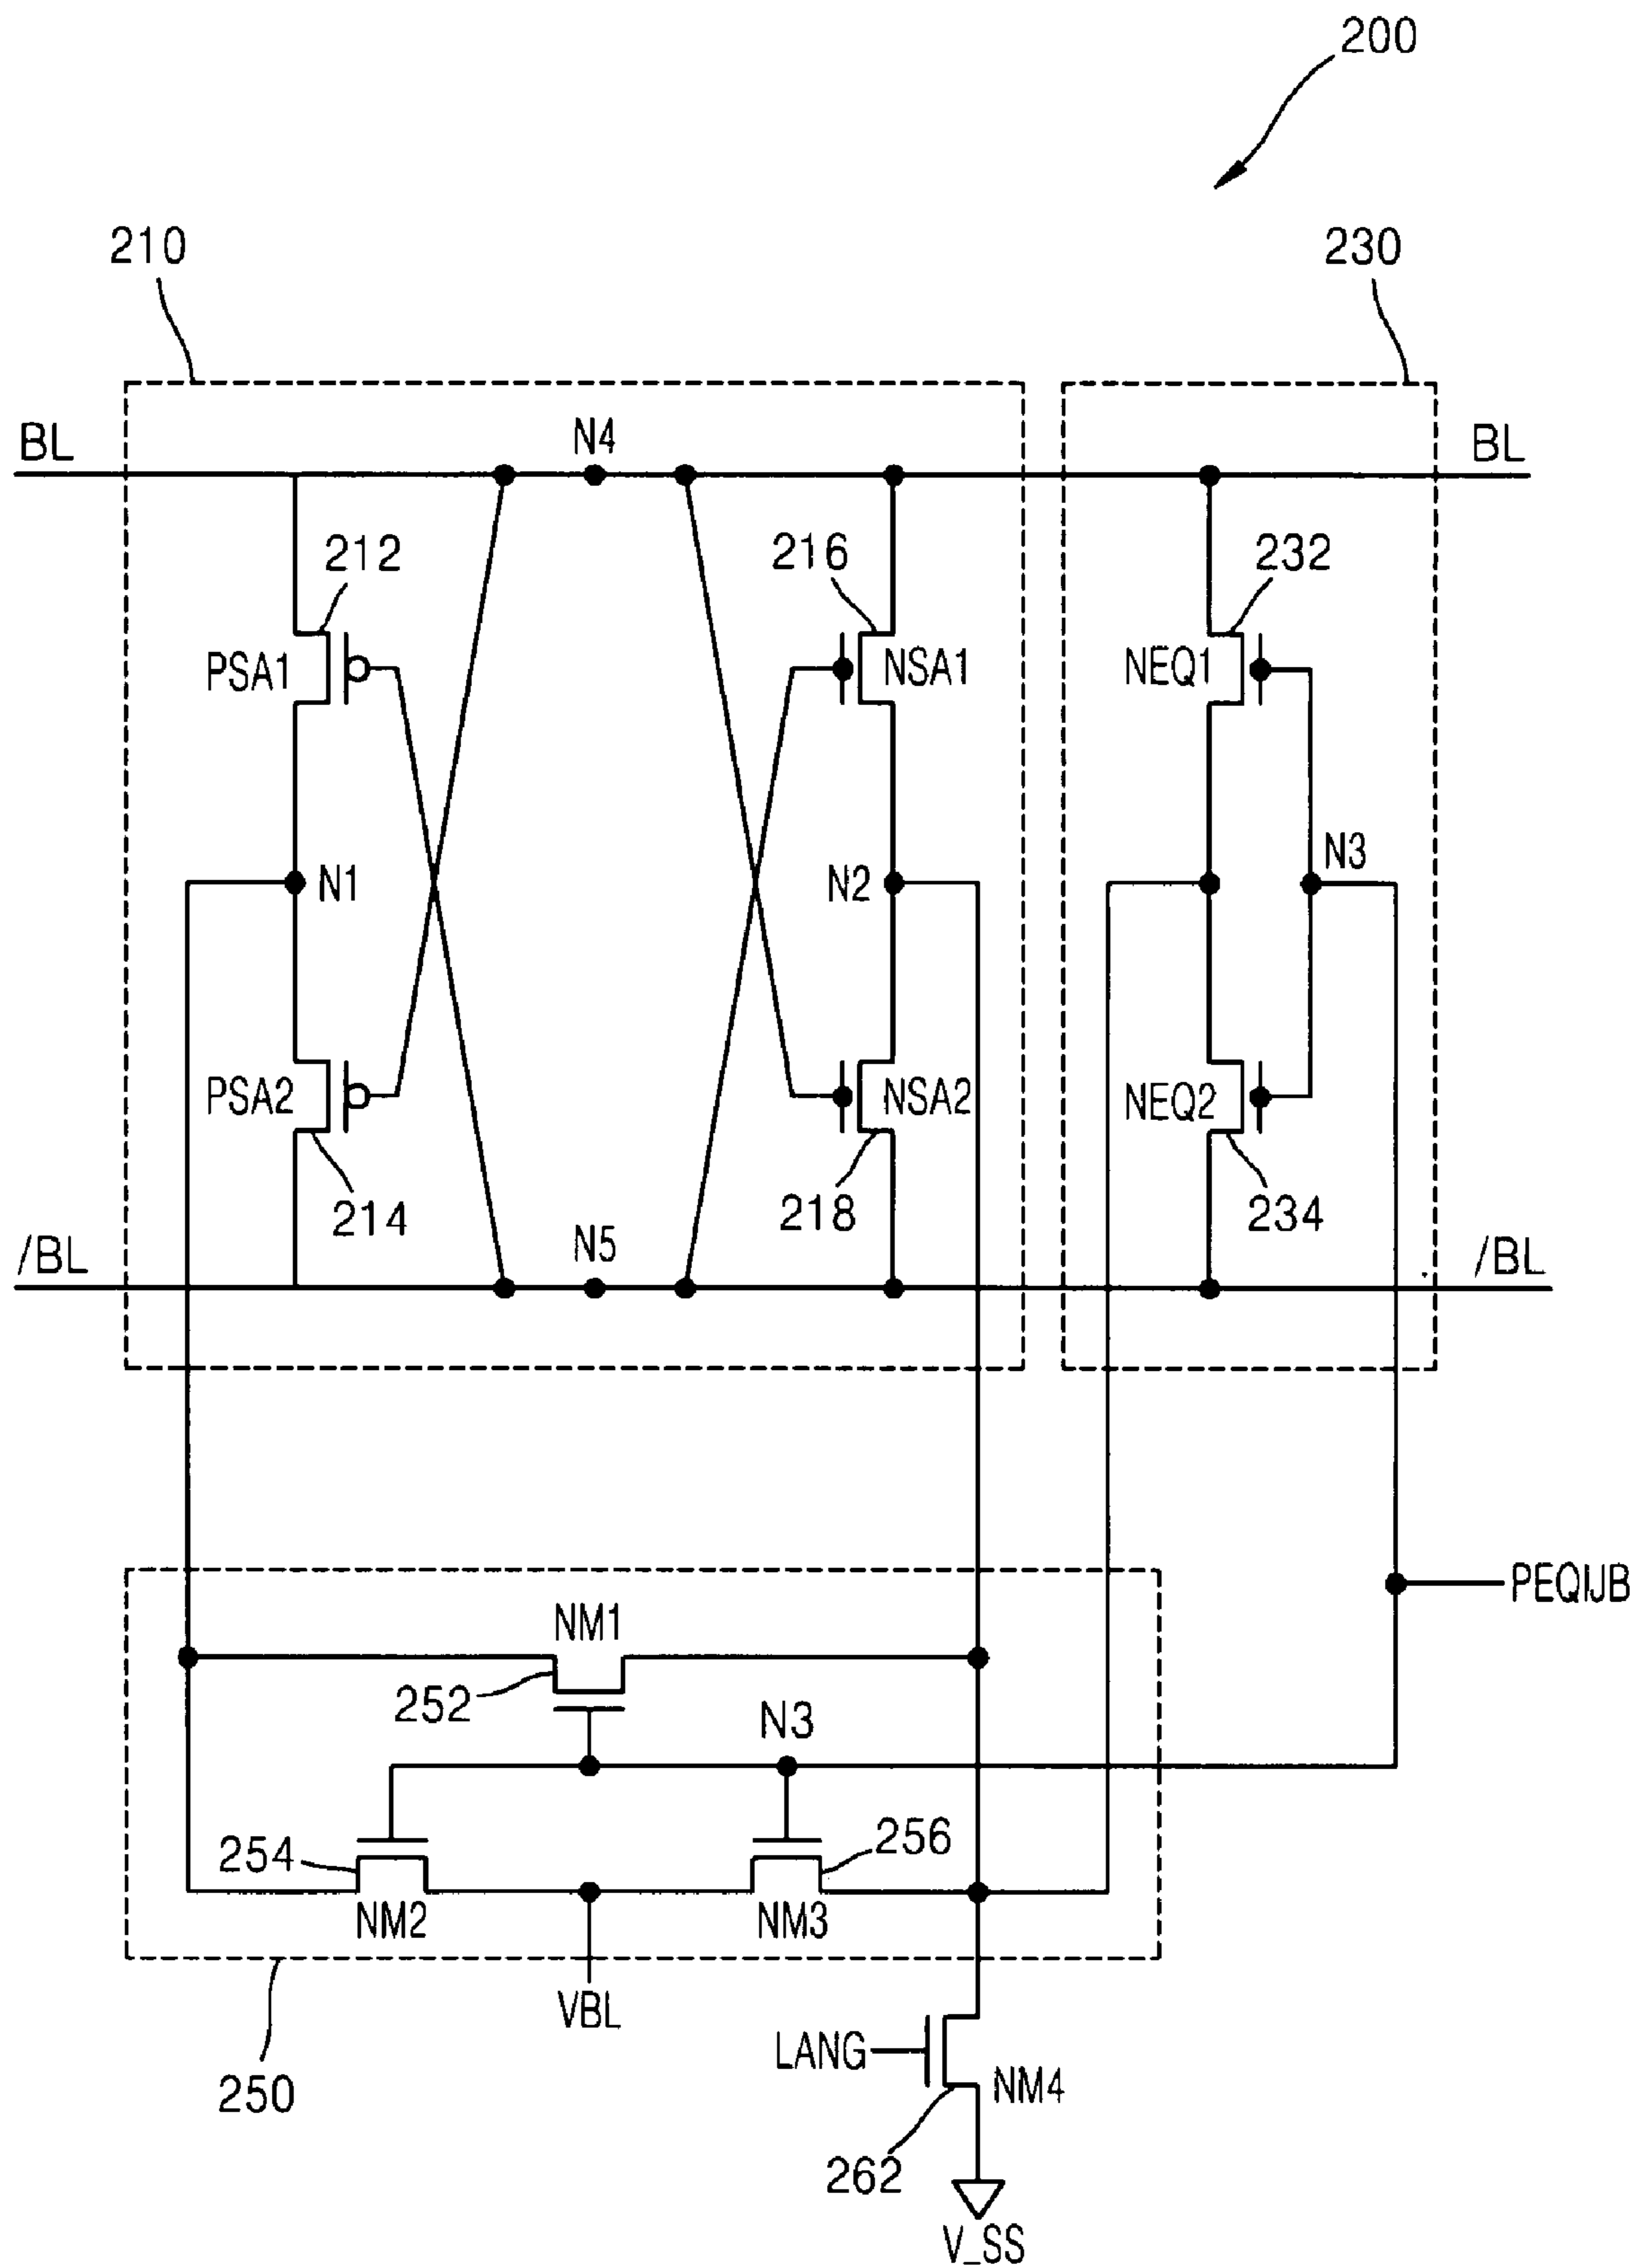 200
210
230
BL
N4
BL
212
216
232
PSA1
NSA1
NEQ1
N1
N2
N3
PSA2
NSA2
NEQ2
214
218
234
/BL
N5
/BL
PEQIJB
NM1
252
N3
254
256
NM2
NM3
VBL
250
LANG
NM4
262
V_SS